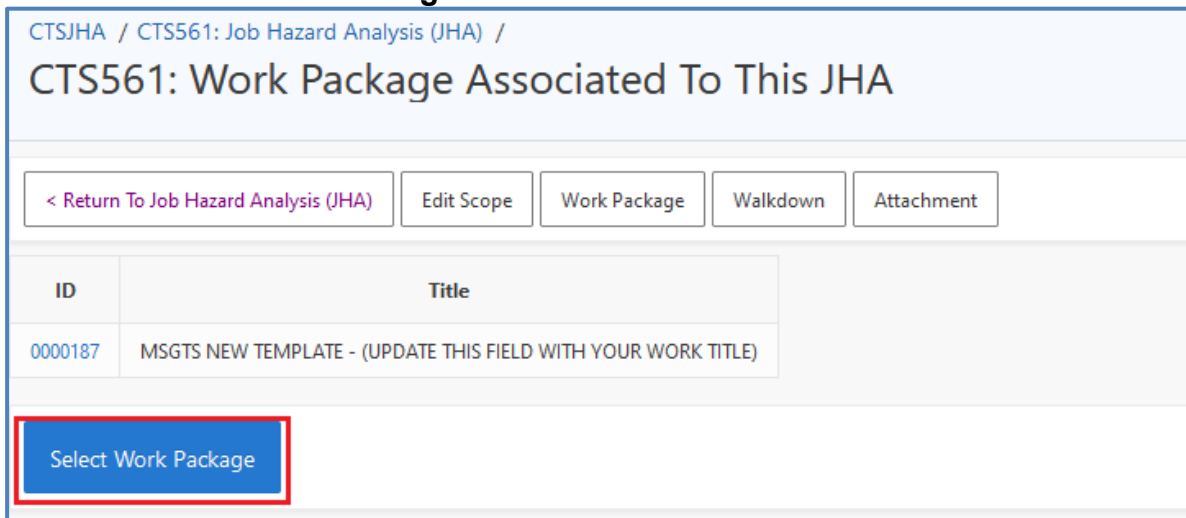 CTSJHA / CTS561: Job Hazard Analysis (JHA) /
CTS561: Work Package Associated To This JHA
< Return To Job Hazard Analysis (JHA) Edit Scope Work Package Walkdown Attachment
ID Title
0000187 MSGTS NEW TEMPLATE - (UPDATE THIS FIELD WITH YOUR WORK TITLE)
Select Work Package